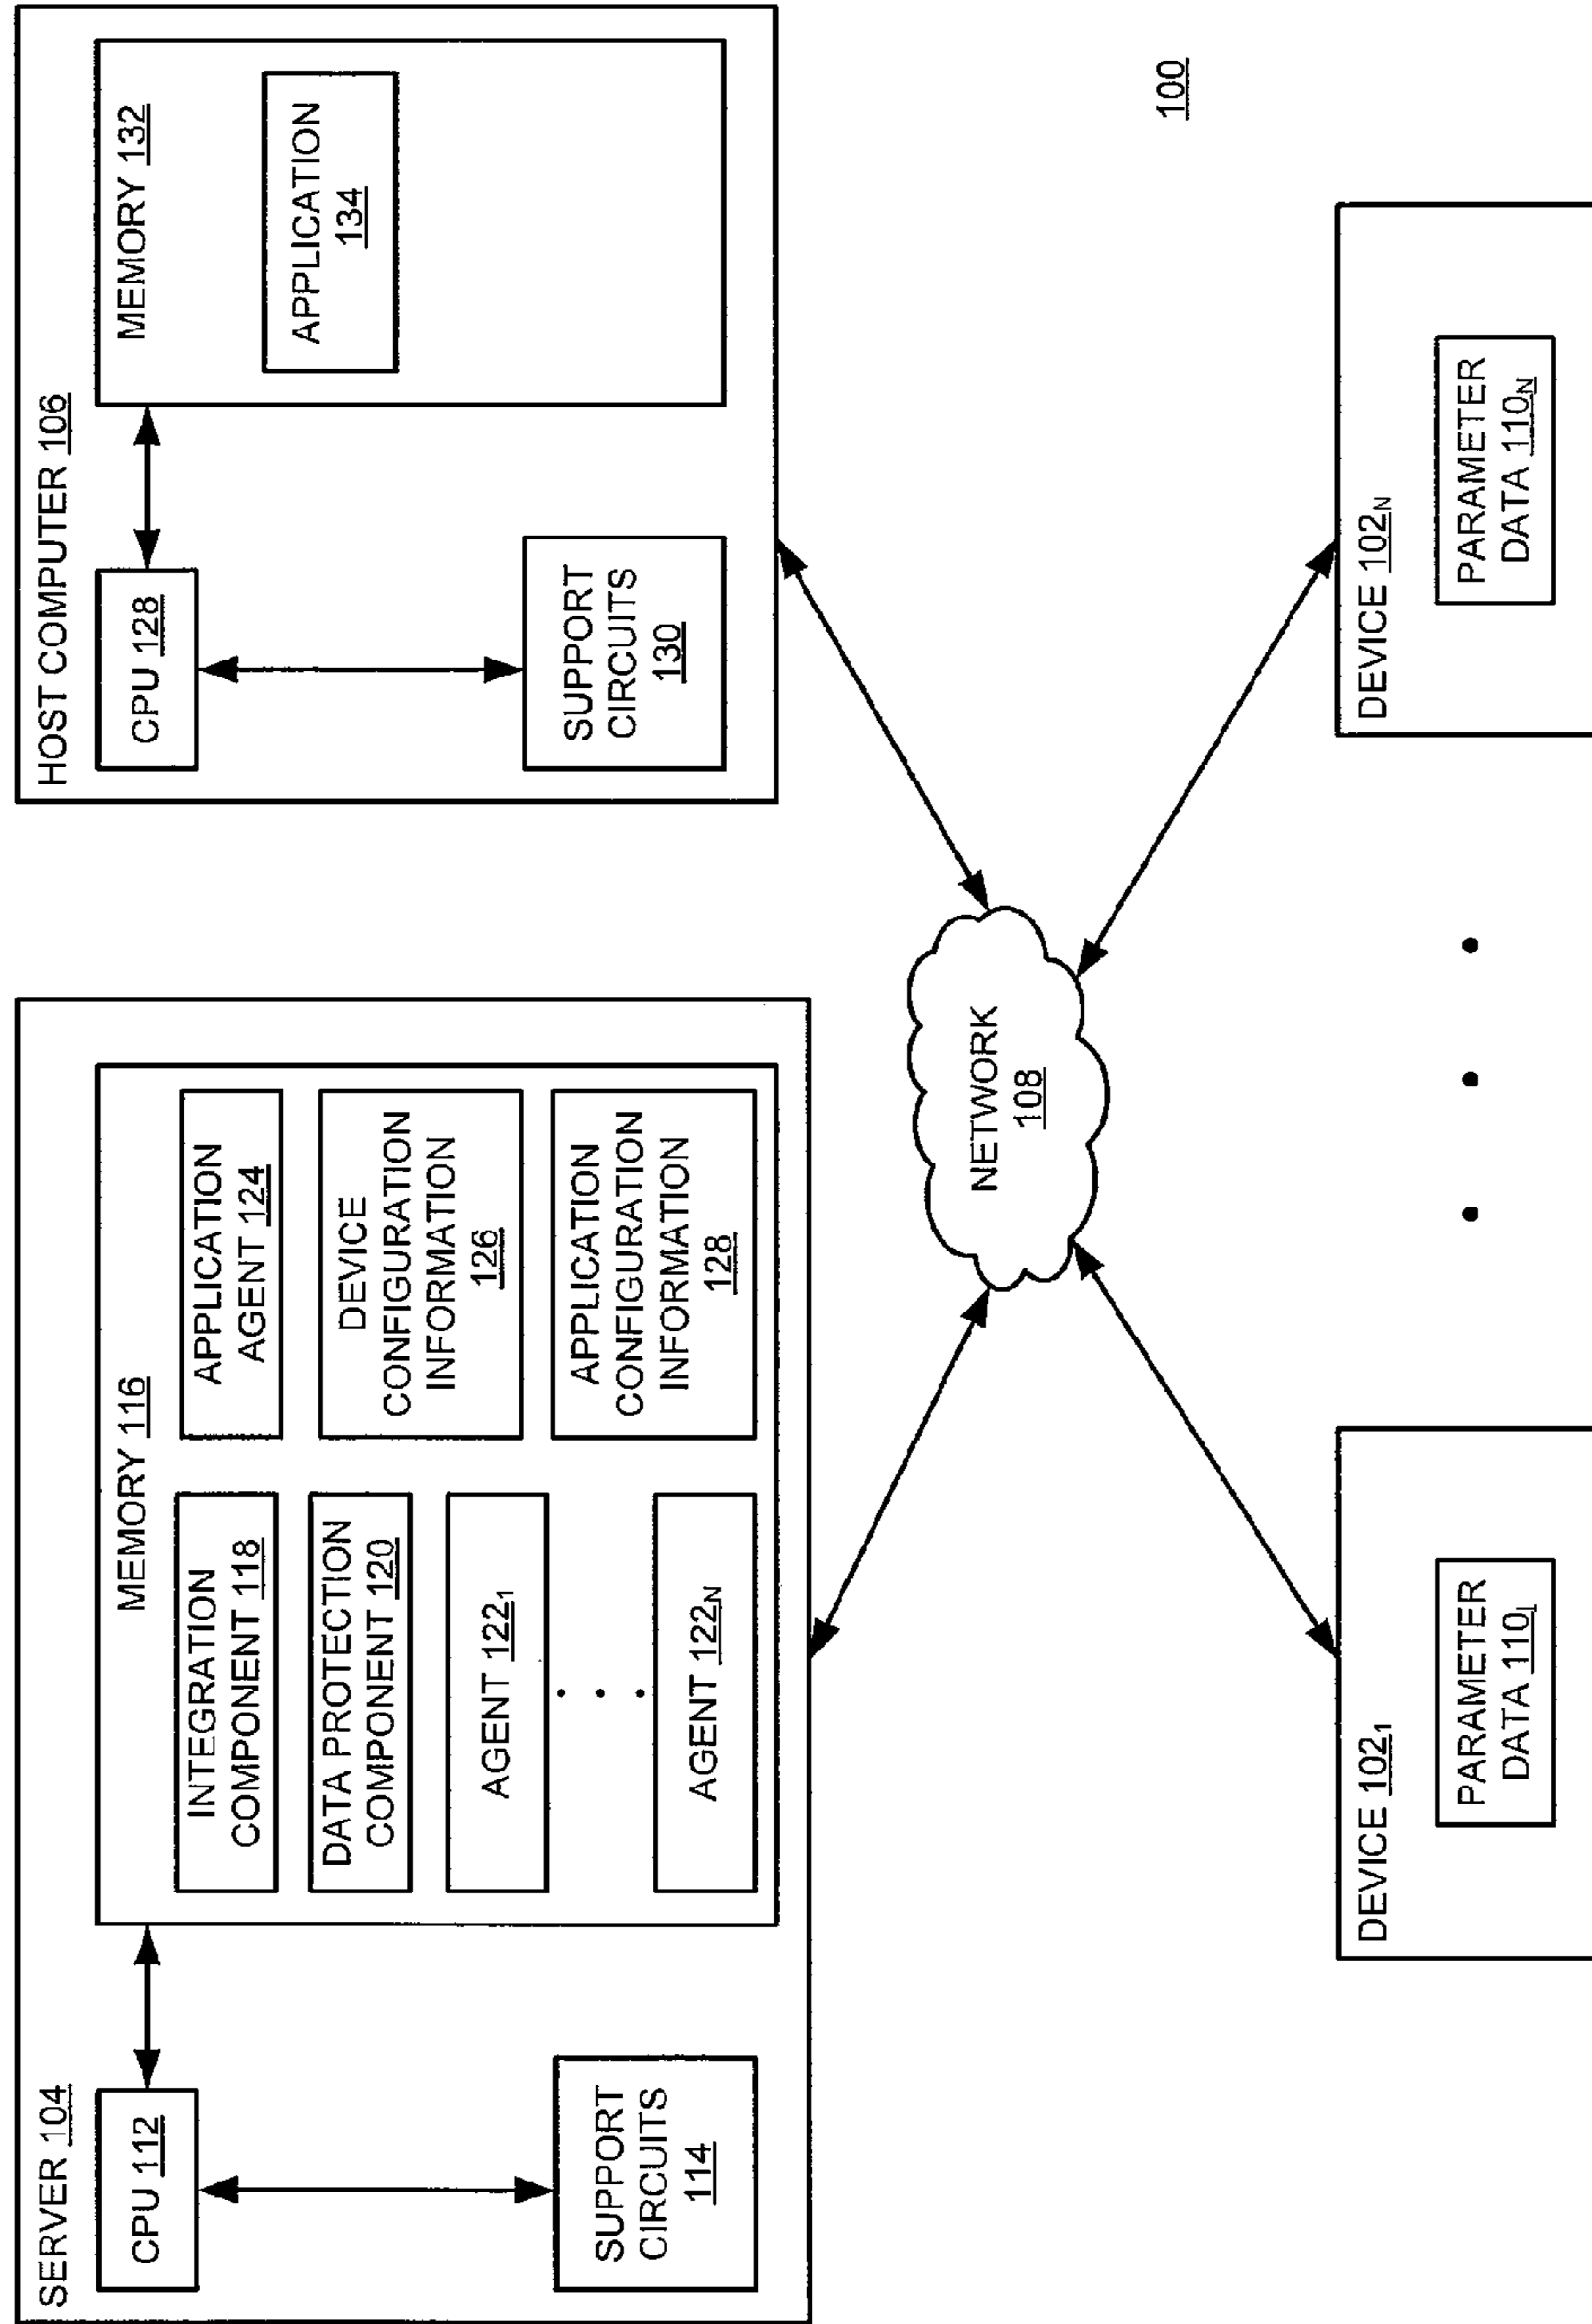 SERVER 104
CPU 112
SUPPORT
CIRCUITS
114
MEMORY 116
INTEGRATION
COMPONENT 118
DATA PROTECTION
COMPONENT 120
AGENT 122₁
AGENT 122N
APPLICATION
AGENT 124
DEVICE
CONFIGURATION
INFORMATION
126
APPLICATION
CONFIGURATION
INFORMATION
128
HOST COMPUTER 106
CPU 128
SUPPORT
CIRCUITS
130
MEMORY 132
APPLICATION
134
NETWORK
108
100
DEVICE 102₁
PARAMETER
DATA 110₁
DEVICE 102N
PARAMETER
DATA 110N